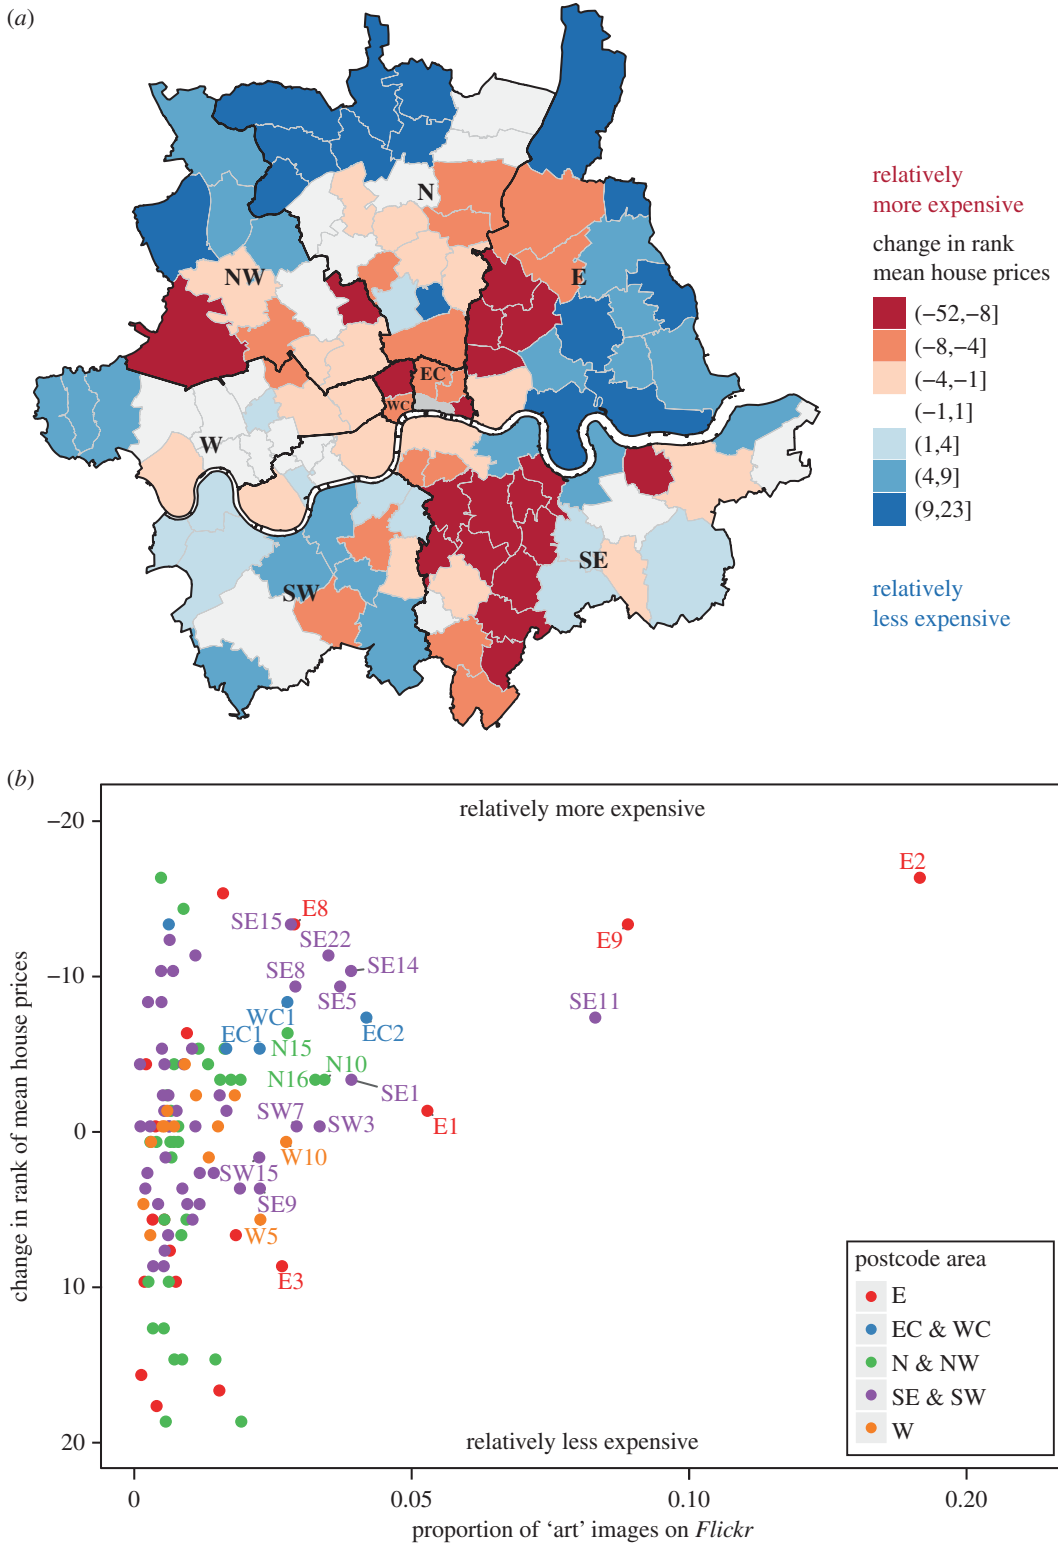 (a)
N
NW
E
EC
WC
W
SE
SW
relatively
more expensive
change in rank
mean house prices
(−52,−8]
(−8,−4]
(−4,−1]
(−1,1]
(1,4]
(4,9]
(9,23]
relatively
less expensive
(b)
relatively more expensive
−20
−10
0
10
20
change in rank of mean house prices
E2
SE15
E8
E9
SE22
SE14
SE8
SE5
SE11
WC1
EC2
EC1
N15
N10
N16
SE1
SW7
SW3
E1
W10
SW15
SE9
W5
E3
relatively less expensive
postcode area
E
EC & WC
N & NW
SE & SW
W
0
0.05
0.10
0.20
proportion of ‘art’ images on Flickr